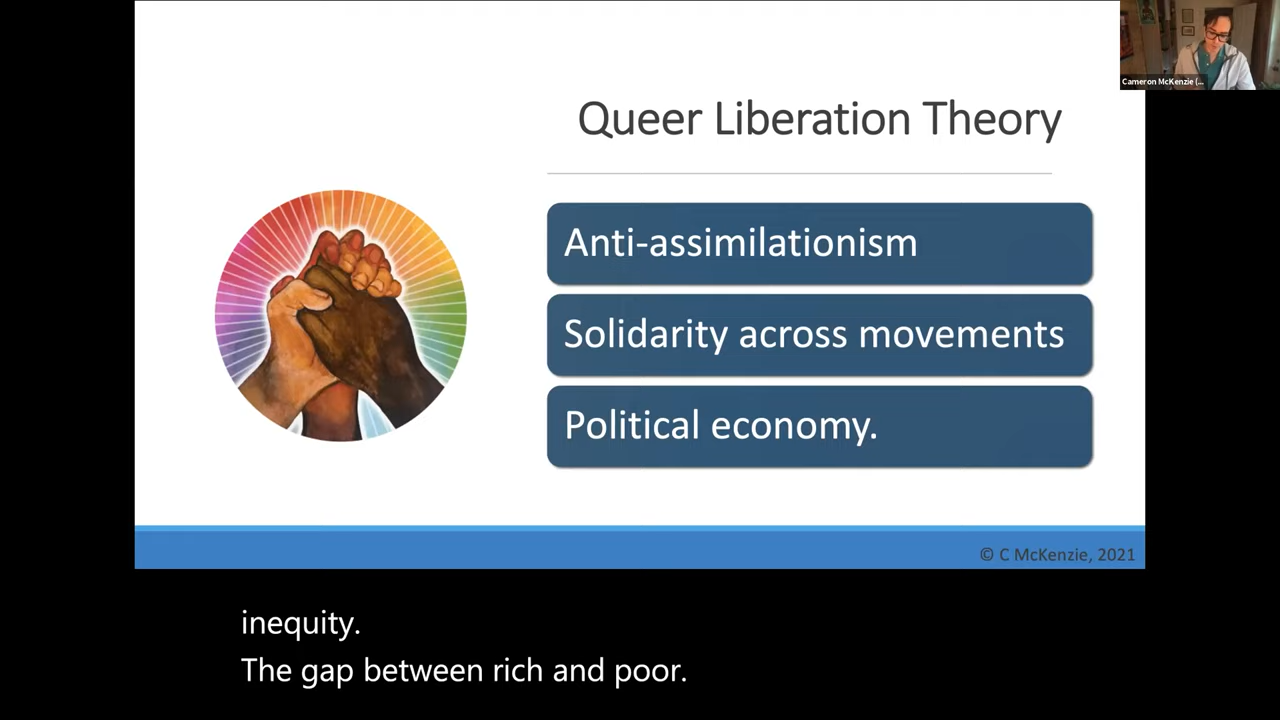 Cameron McKenzie (...
Queer Liberation Theory
Anti-assimilationism
Solidarity across movements
Political economy.
© C McKenzie, 2021
inequity.
The gap between rich and poor.